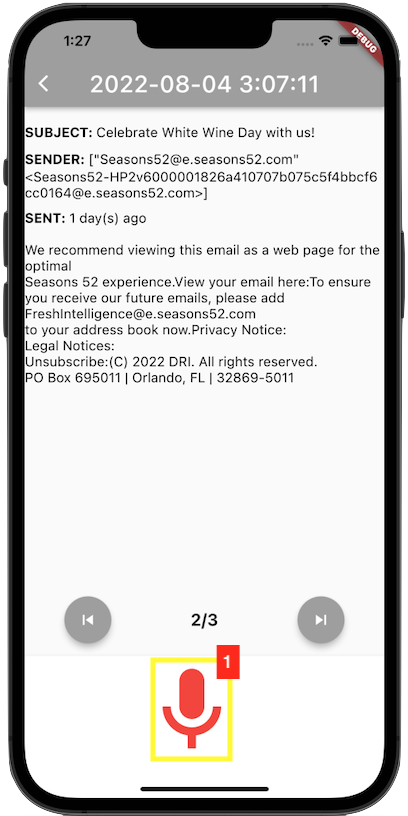 1:27
DEBUG
2022-08-04 3:07:11
SUBJECT: Celebrate White Wine Day with us!
SENDER: ["Seasons52@e.seasons52.com"
<Seasons52-HP2v6000001826a410707b075c5f4bbcf6
cc0164@e.seasons52.com>]
SENT: 1 day(s) ago
We recommend viewing this email as a web page for the
optimal
Seasons 52 experience.View your email here:To ensure
you receive our future emails, please add
FreshIntelligence@e.seasons52.com
to your address book now.Privacy Notice:
Legal Notices:
Unsubscribe:(C) 2022 DRI. All rights reserved.
PO Box 695011 | Orlando, FL | 32869-5011
2/3
1